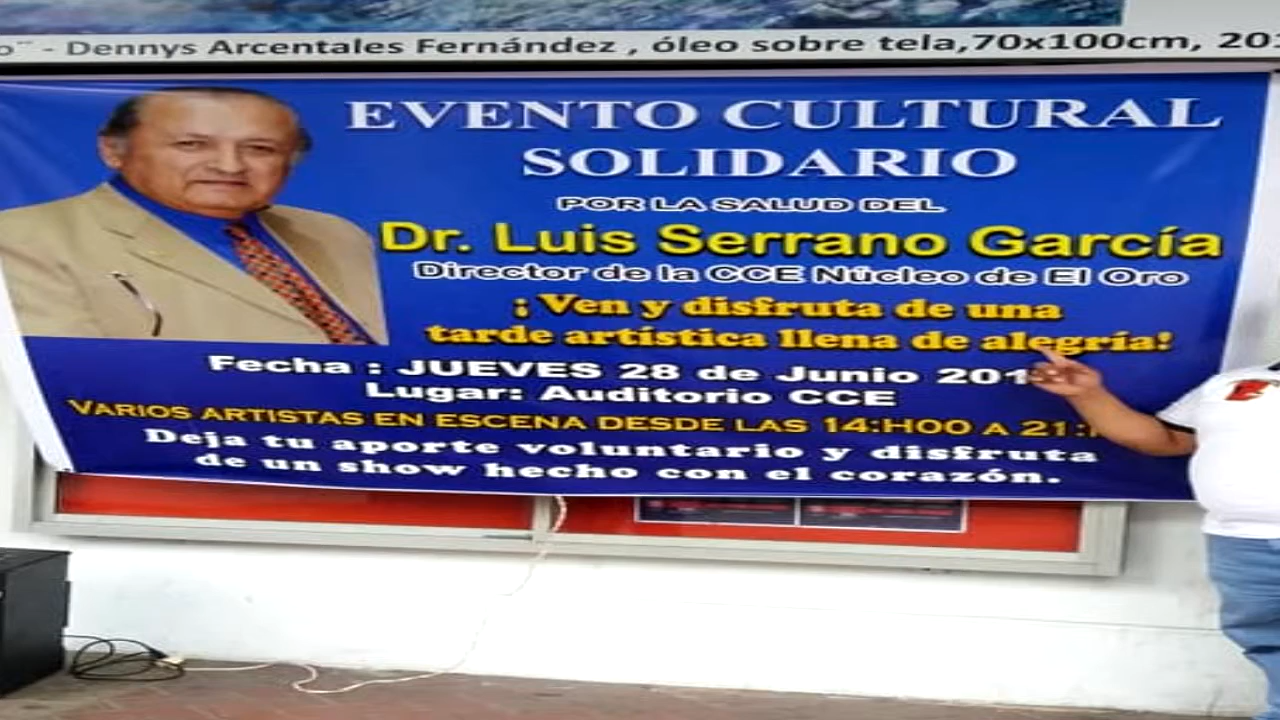 o¨ - Dennys Arcentales Fernández , óleo sobre tela,70x100cm, 20
EVENTO CULTURAL
SOLIDARIO
POR LA SALUD DEL
Dr. Luis Serrano García
Director de la CCE Núcleo de El Oro
¡ Ven y disfruta de una
tarde artística llena de alegría!
Fecha : JUEVES 28 de Junio 201
Lugar: Auditorio CCE
VARIOS ARTISTAS EN ESCENA DESDE LAS 14:H00 A 21:
Deja tu aporte voluntario y disfruta
de un show hecho con el corazón.